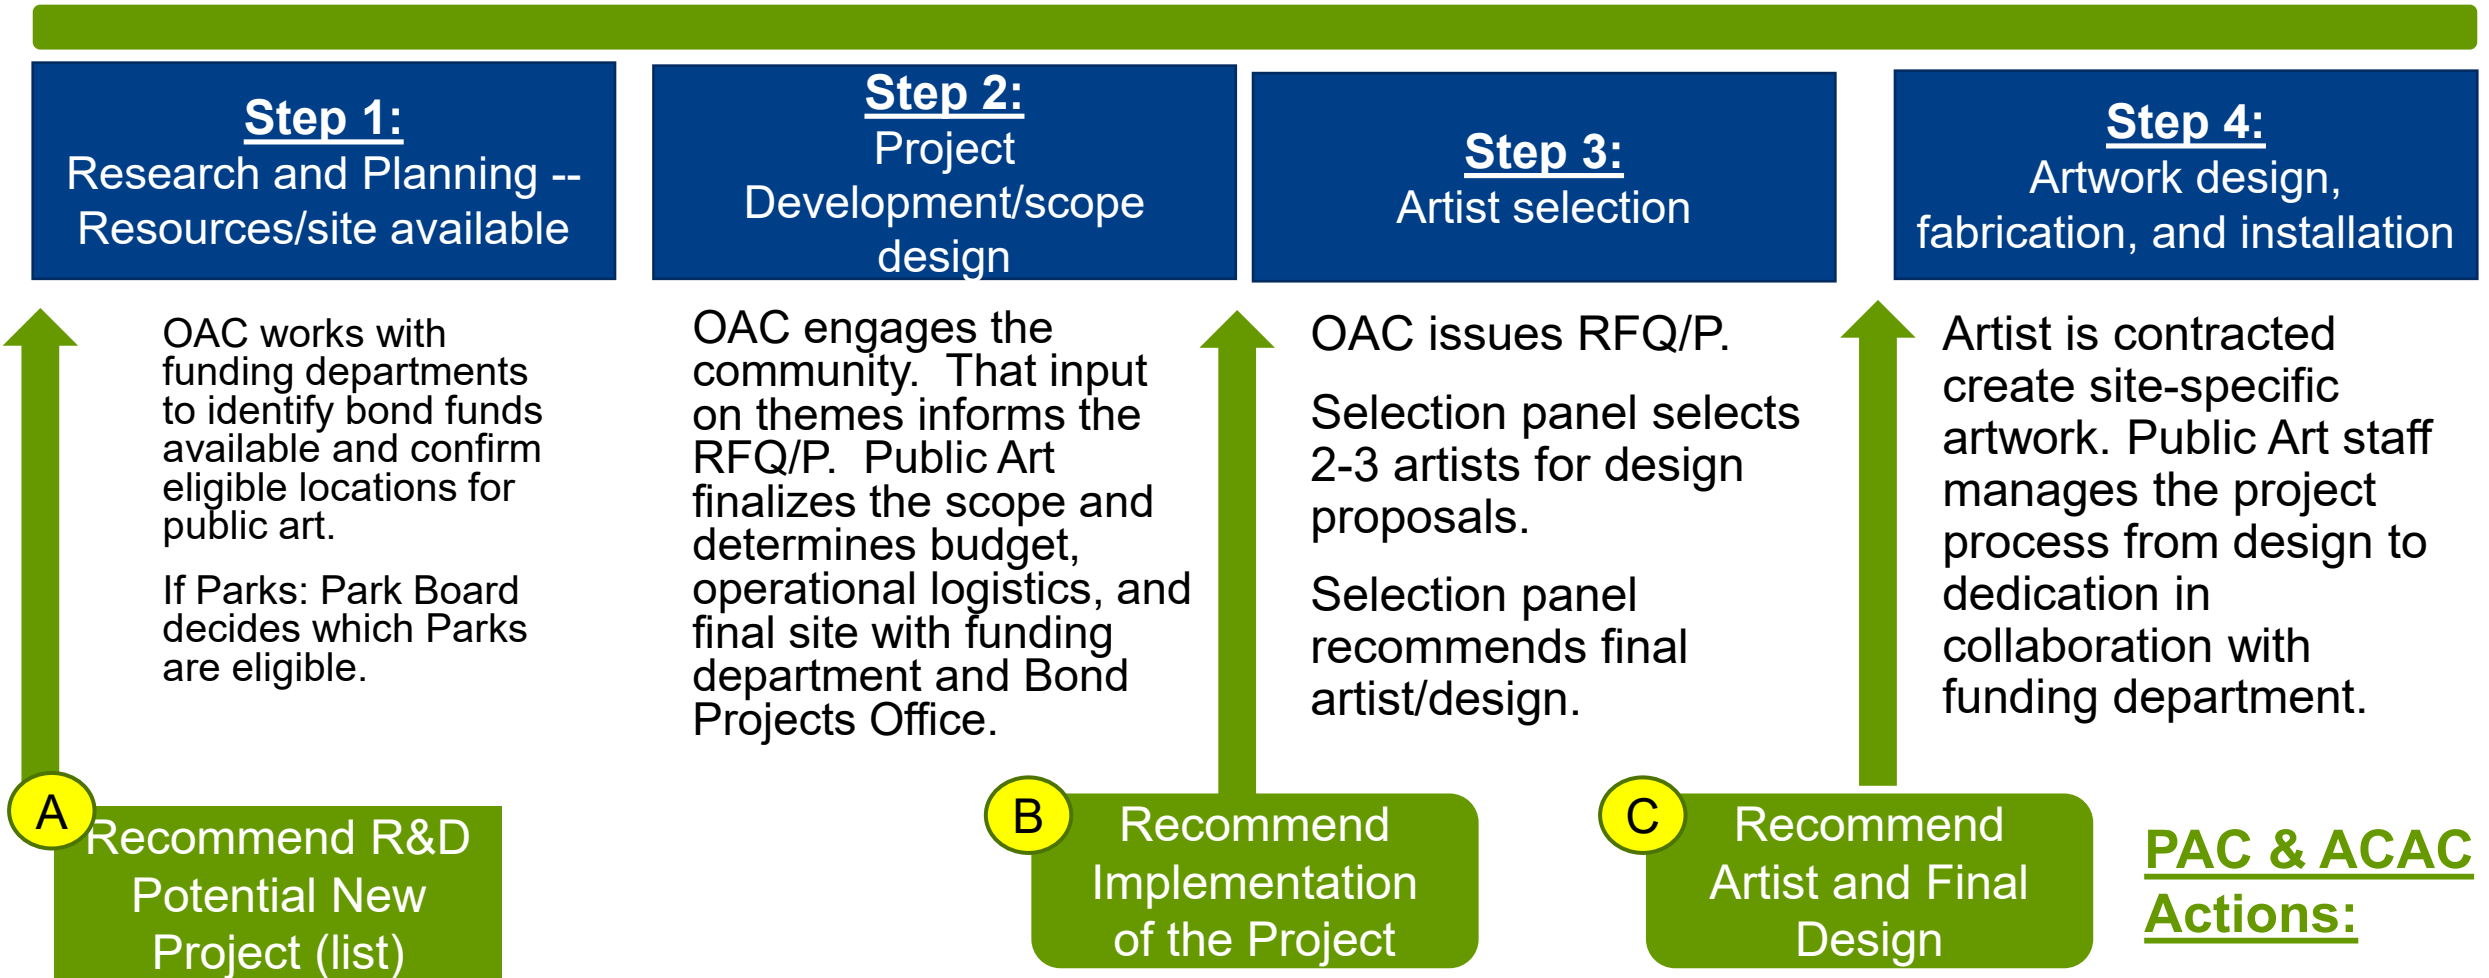 Step 1:
Research and Planning --
Resources/site available
OAC works with
funding departments
to identify bond funds
available and confirm
eligible locations for
public art.
If Parks: Park Board
decides which Parks
are eligible.
A
Recommend R&D
Potential New
Project (list)
Step 2:
Project
Development/scope
design
OAC engages the
community.  That input
on themes informs the
RFQ/P.  Public Art
finalizes the scope and
determines budget,
operational logistics, and
final site with funding
department and Bond
Projects Office.
B
Recommend
Implementation
of the Project
Step 3:
Artist selection
OAC issues RFQ/P.
Selection panel selects
2-3 artists for design
proposals.
Selection panel
recommends final
artist/design.
C
Recommend
Artist and Final
Design
Step 4:
Artwork design,
fabrication, and installation
Artist is contracted
create site-specific
artwork. Public Art staff
manages the project
process from design to
dedication in
collaboration with
funding department.
PAC & ACAC
Actions: